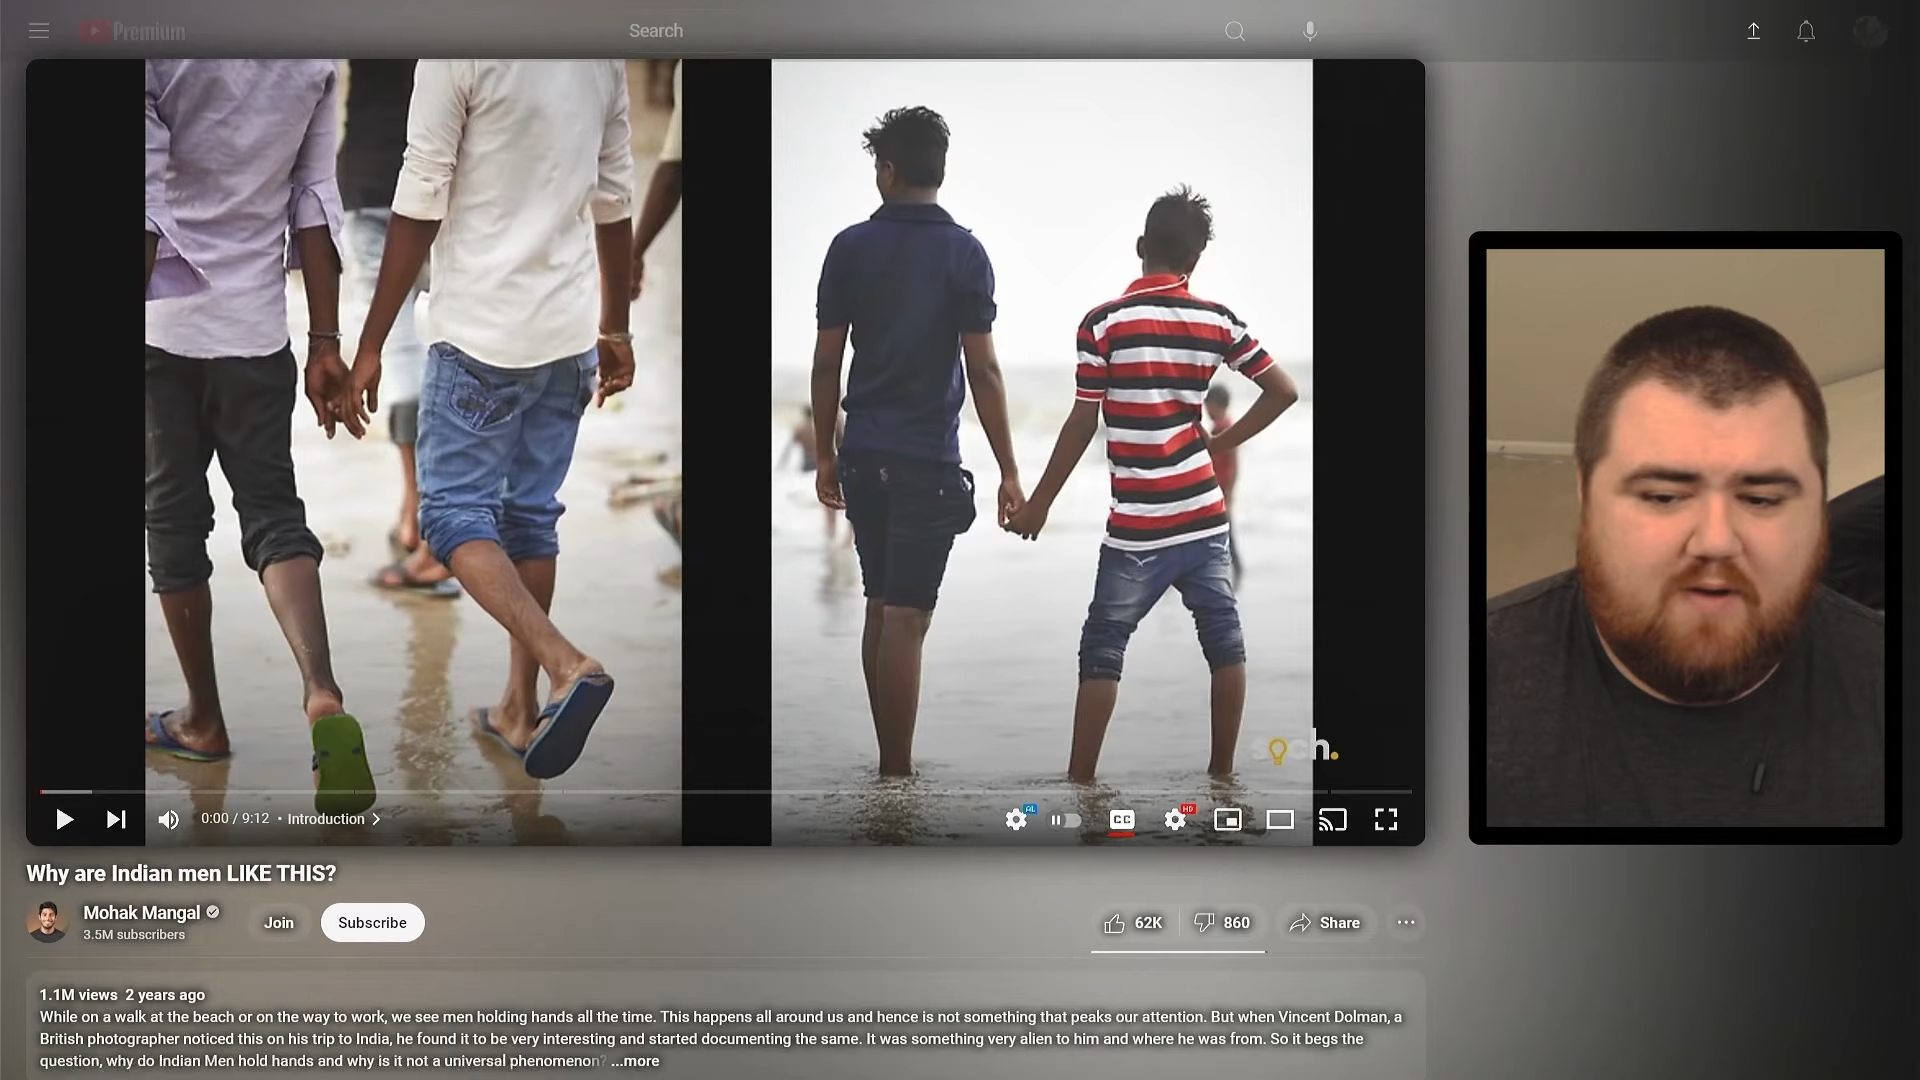 Premium
Search
soch.
0:00 / 9:12 • Introduction
AL
CC
HD
Why are Indian men LIKE THIS?
Mohak Mangal
3.5M subscribers
Join
Subscribe
62K
860
Share
1.1M views 2 years ago
While on a walk at the beach or on the way to work, we see men holding hands all the time. This happens all around us and hence is not something that peaks our attention. But when Vincent Dolman, a
British photographer noticed this on his trip to India, he found it to be very interesting and started documenting the same. It was something very alien to him and where he was from. So it begs the
question, why do Indian Men hold hands and why is it not a universal phenomenon? ...more